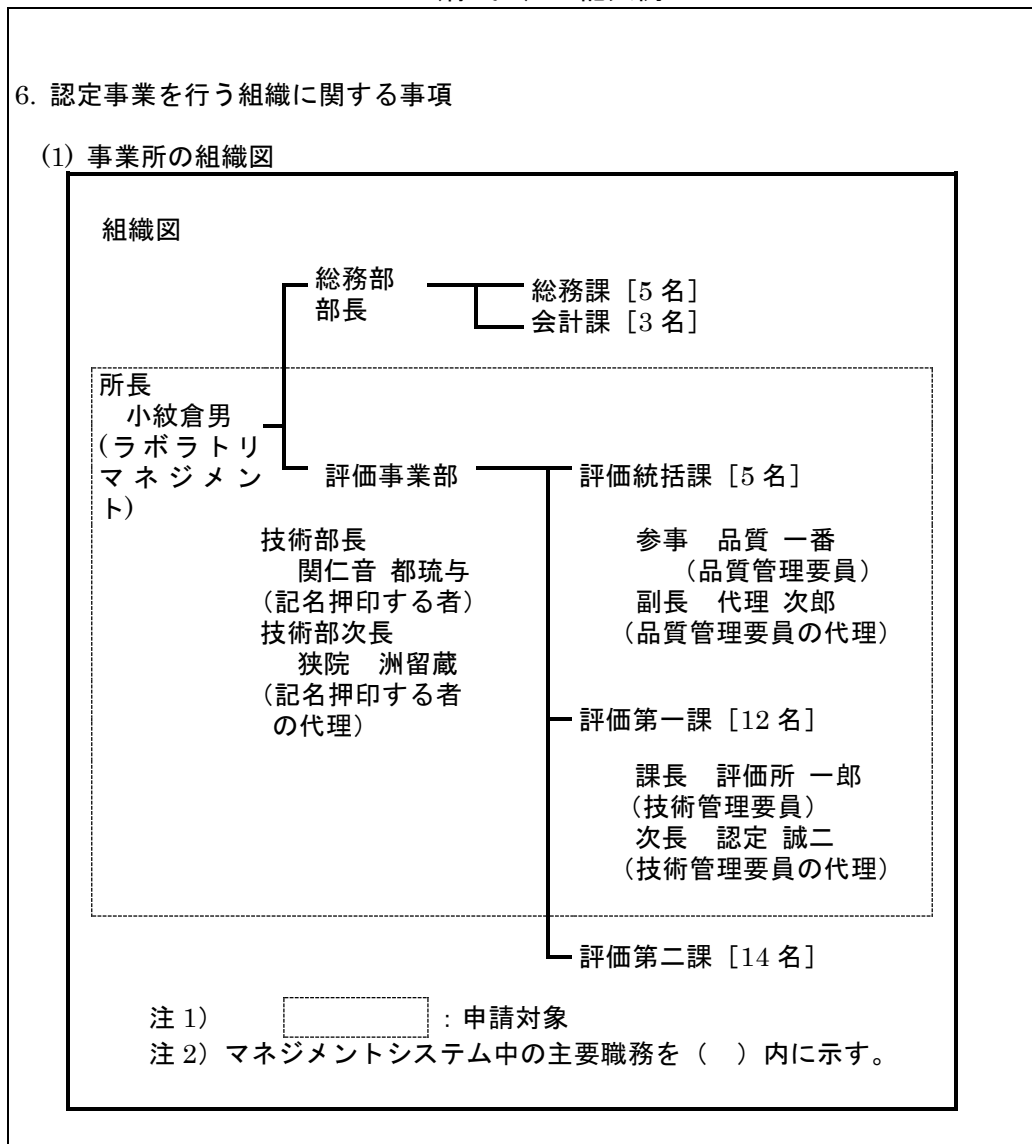 6. 認定事業を行う組織に関する事項
(1) 事業所の組織図
組織図
総務部
部長
総務課［5 名］
会計課［3 名］
所長
小紋倉男
(ラボラトリ
マネジメン
ト)
評価事業部
技術部長
関仁音 都琉与
（記名押印する者）
技術部次長
狭院　洲留蔵
（記名押印する者
の代理）
評価統括課［5 名］
参事　品質 一番
（品質管理要員）
副長　代理 次郎
（品質管理要員の代理）
評価第一課［12 名］
課長　評価所 一郎
（技術管理要員）
次長　認定 誠二
（技術管理要員の代理）
評価第二課［14 名］
注 1）　　　：申請対象
注 2）マネジメントシステム中の主要職務を（　）内に示す。